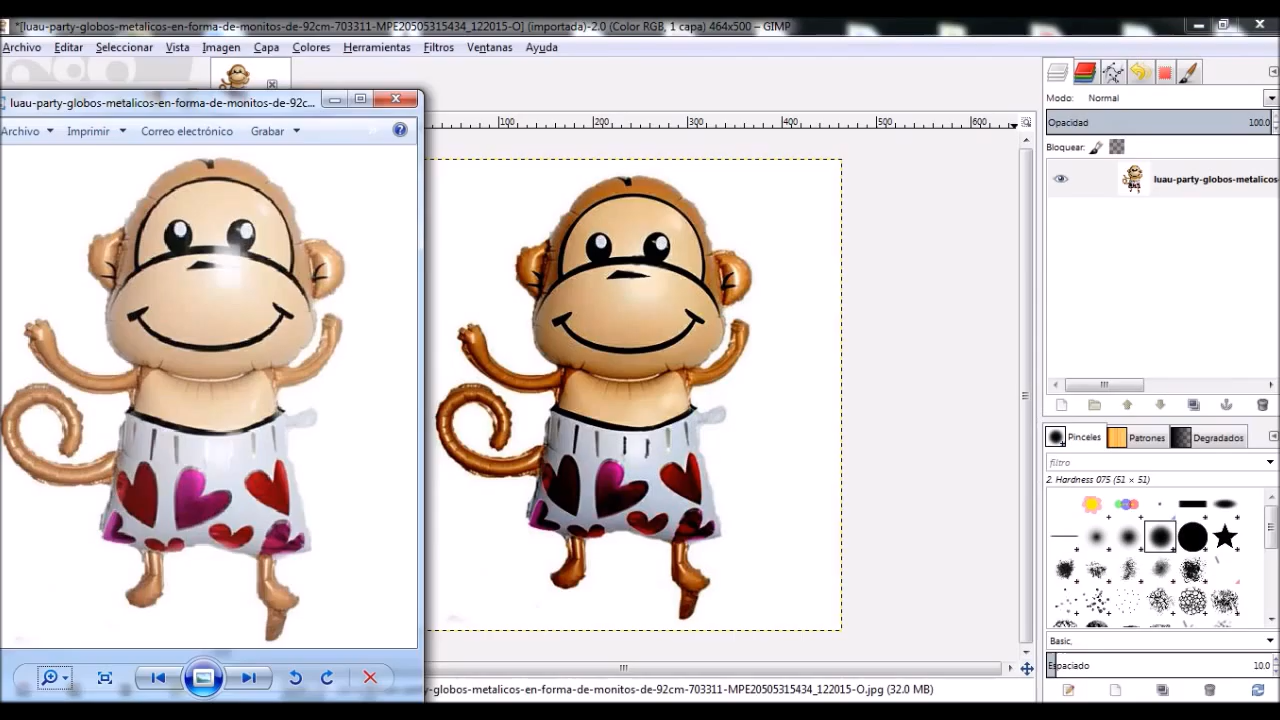 *[luau-party-globos-metalicos-en-forma-de-monitos-de-92cm-703311-MPE20505315434_122015-O] (importada)-2.0 (Color RGB, 1 capa) 464x500 – GIMP
Archivo Editar Seleccionar Vista Imagen Capa Colores Herramientas Filtros Ventanas Ayuda
luau-party-globos-metalicos-en-forma-de-monitos-de-92c...
Archivo Imprimir Correo electrónico Grabar
100 200 300 400 500 600
Modo: Normal
Opacidad 100.0
Bloquear:
luau-party-globos-metalicos
Pinceles Patrones Degradados
filtro
2. Hardness 075 (51 × 51)
Basic,
Espaciado 10.0
-globos-metalicos-en-forma-de-monitos-de-92cm-703311-MPE20505315434_122015-O.jpg (32.0 MB)